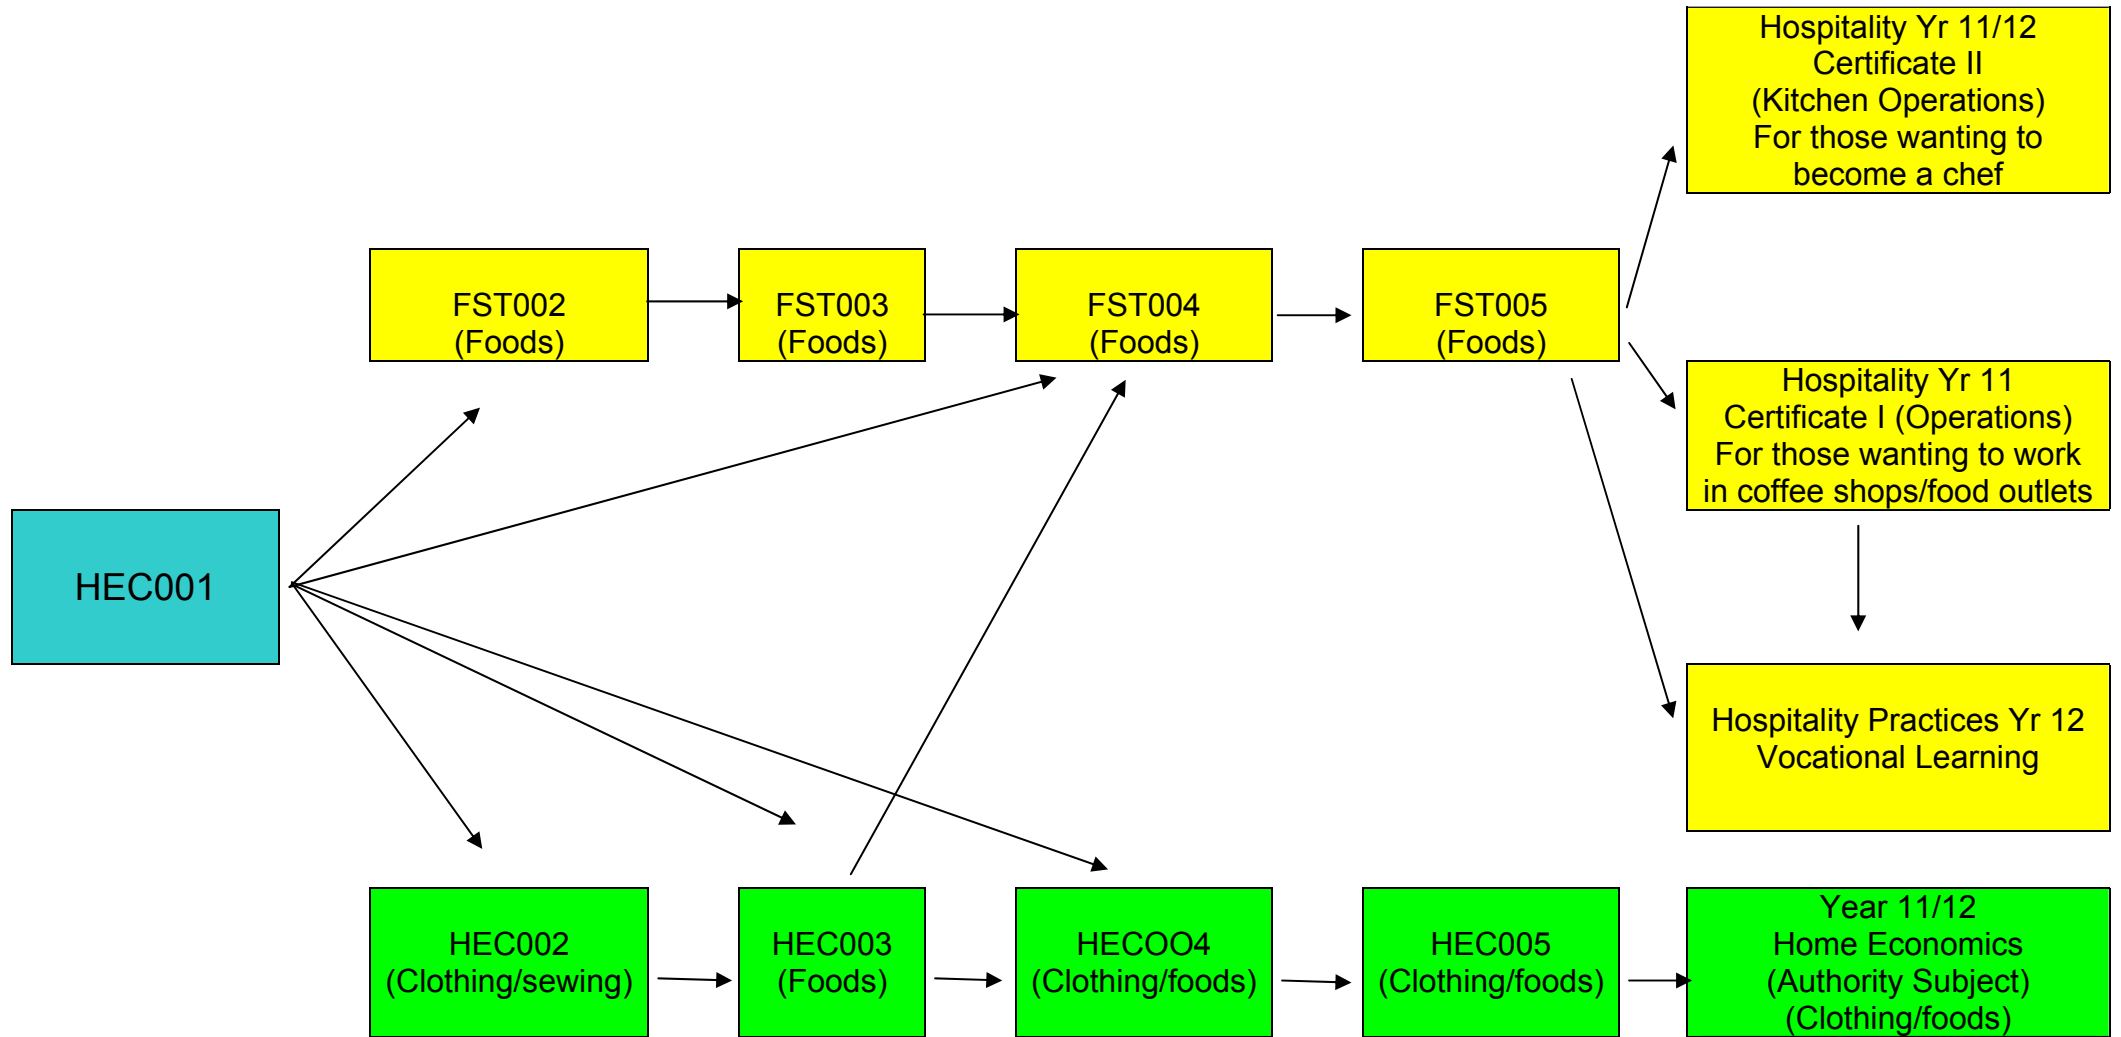 Hospitality Yr 11/12
Certificate II
(Kitchen Operations)
For those wanting to
become a chef
FST002
(Foods)
FST003
(Foods)
FST004
(Foods)
FST005
(Foods)
Hospitality Yr 11
Certificate I (Operations)
For those wanting to work
in coffee shops/food outlets
HEC001
Hospitality Practices Yr 12
Vocational Learning
HEC002
(Clothing/sewing)
HEC003
(Foods)
HECOO4
(Clothing/foods)
HEC005
(Clothing/foods)
Year 11/12
Home Economics
(Authority Subject)
(Clothing/foods)